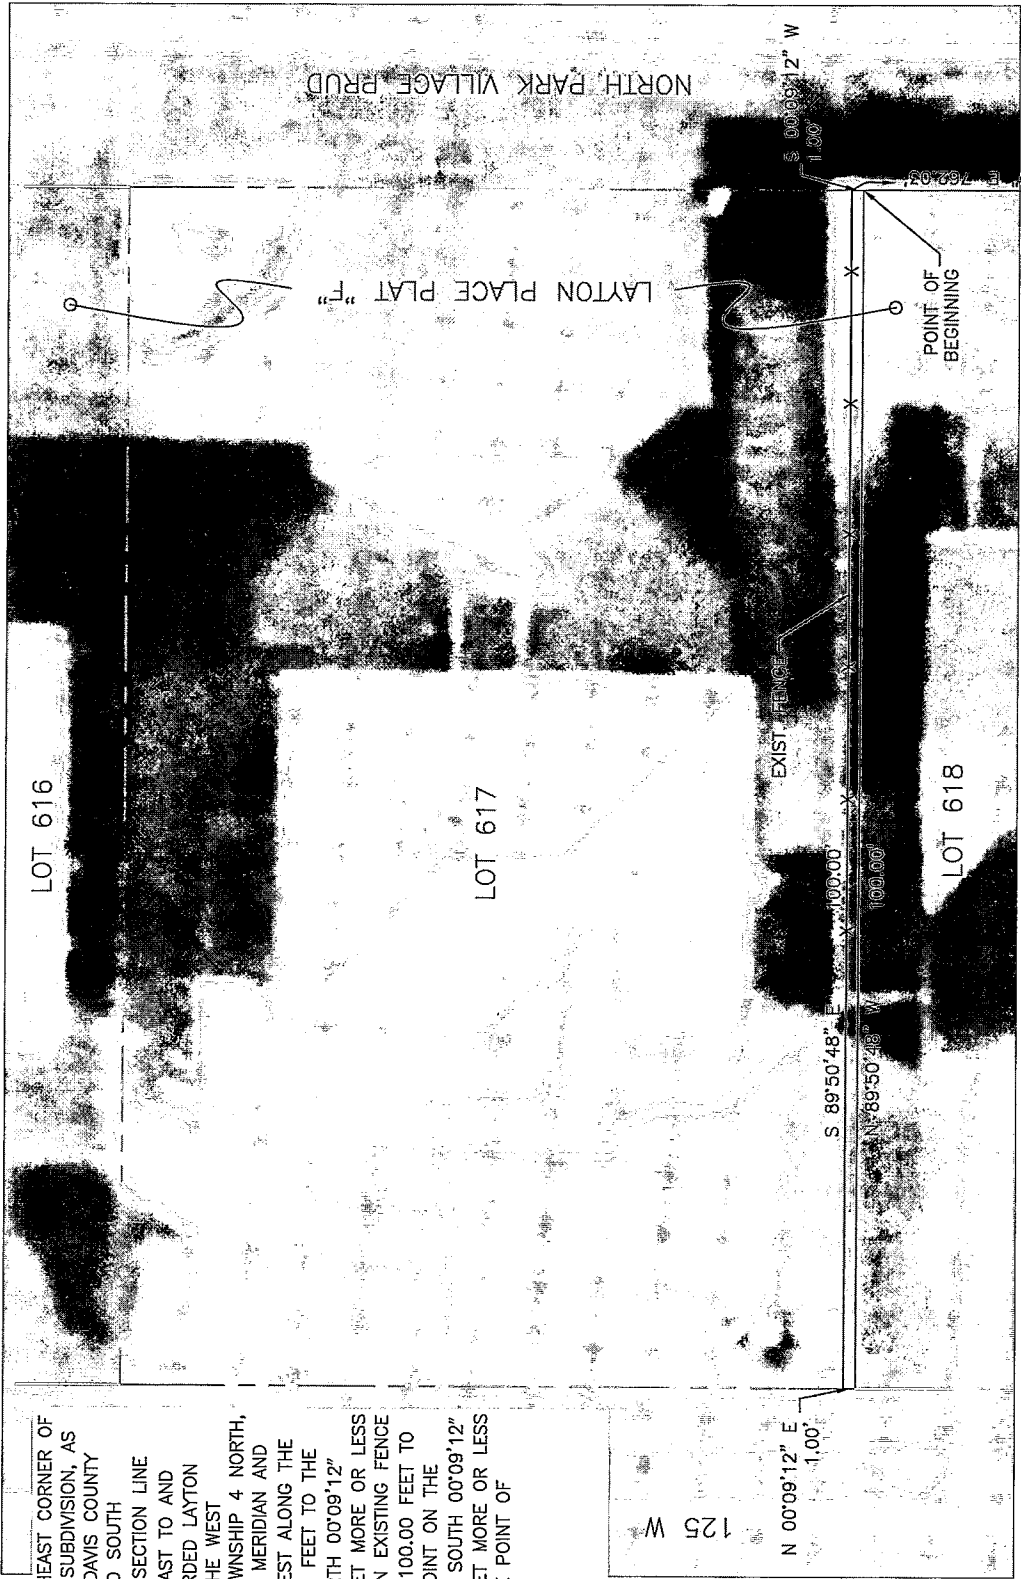 HEAST CORNER OF
SUBDIVISION, AS
DAVIS COUNTY
D SOUTH
SECTION LINE
AST TO AND
RDED LAYTON
HE WEST
WNSHIP 4 NORTH,
MERIDIAN AND
EST ALONG THE
FEET TO THE
TH 00°09'12"
ET MORE OR LESS
N EXISTING FENCE
100.00 FEET TO
OINT ON THE
SOUTH 00°09'12"
ET MORE OR LESS
POINT OF
125 W
N 00°09'12" E
1.00'
LOT 616
LOT 617
LOT 618
S 89°50'48" E 100.00'
N 89°50'48" W 100.00'
EXIST. FENCE
LAYTON PLACE PLAT "F"
POINT OF
BEGINNING
NORTH PARK VILLAGE PRUD
S 00°09'12" W
1.00'
E 762.03'